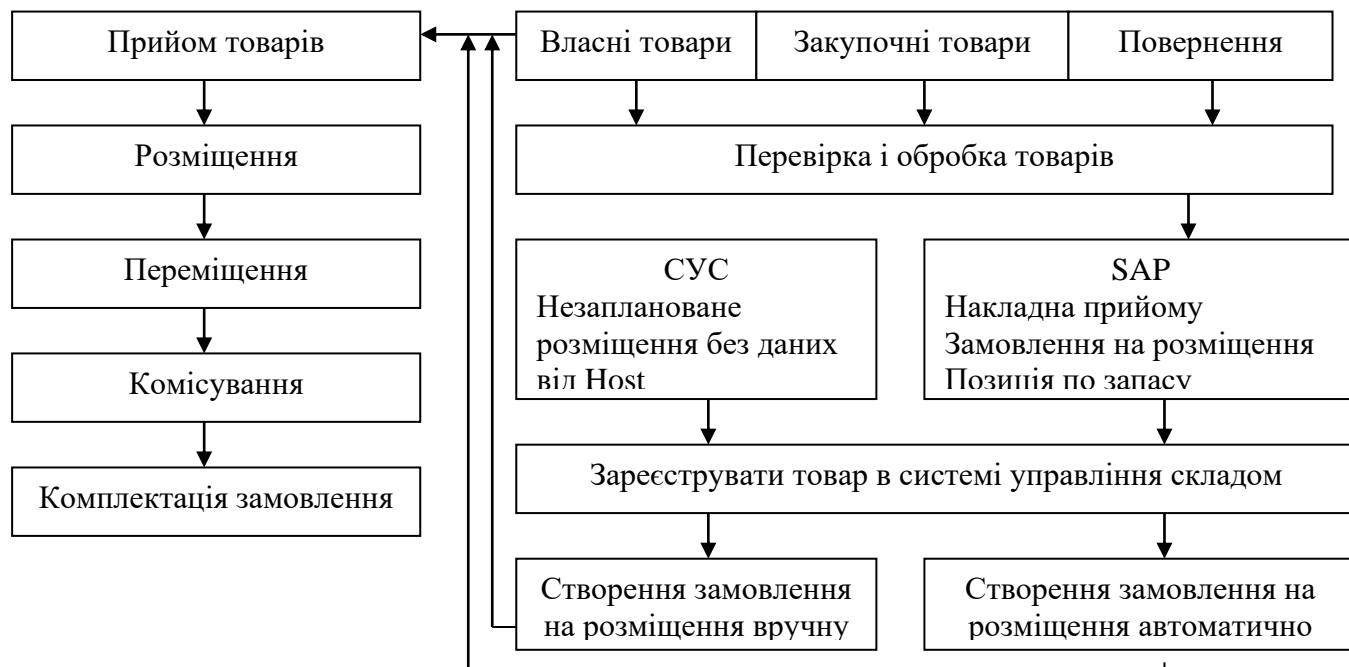 Прийом товарів
Власні товари
Закупочні товари
Повернення
Розміщення
Перевірка і обробка товарів
Переміщення
СУС
Незаплановане
розміщення без даних
від Host
SAP
Накладна прийому
Замовлення на розміщення
Позиція по запасу
Комісування
Зареєструвати товар в системі управління складом
Комплектація замовлення
Створення замовлення
на розміщення вручну
Створення замовлення на
розміщення автоматично